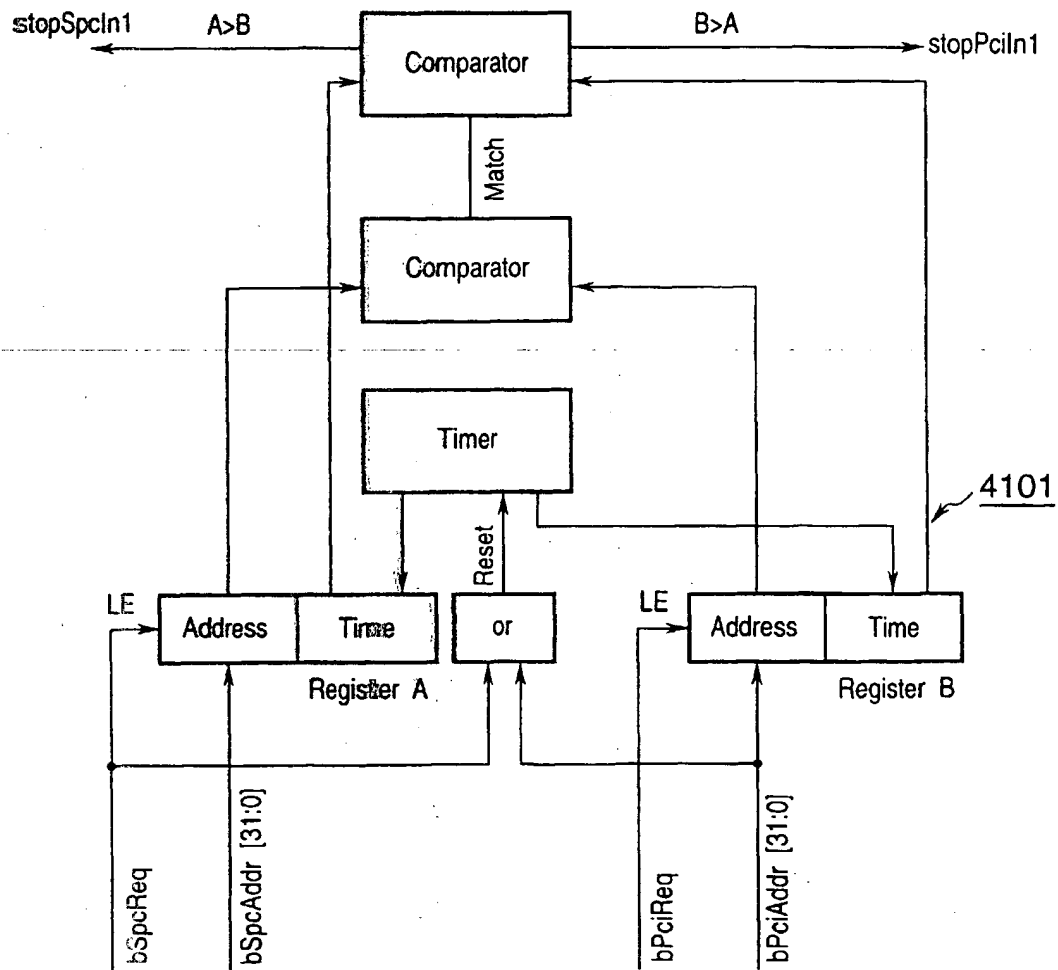 stopSpcIn1
A>B
Comparator
B>A
stopPciIn1
Match
Comparator
Timer
4101
Reset
LE
Address
Time
or
LE
Address
Time
Register A
Register B
bSpcReq
bSpcAddr [31:0]
bPciReq
bPciAddr [31:0]